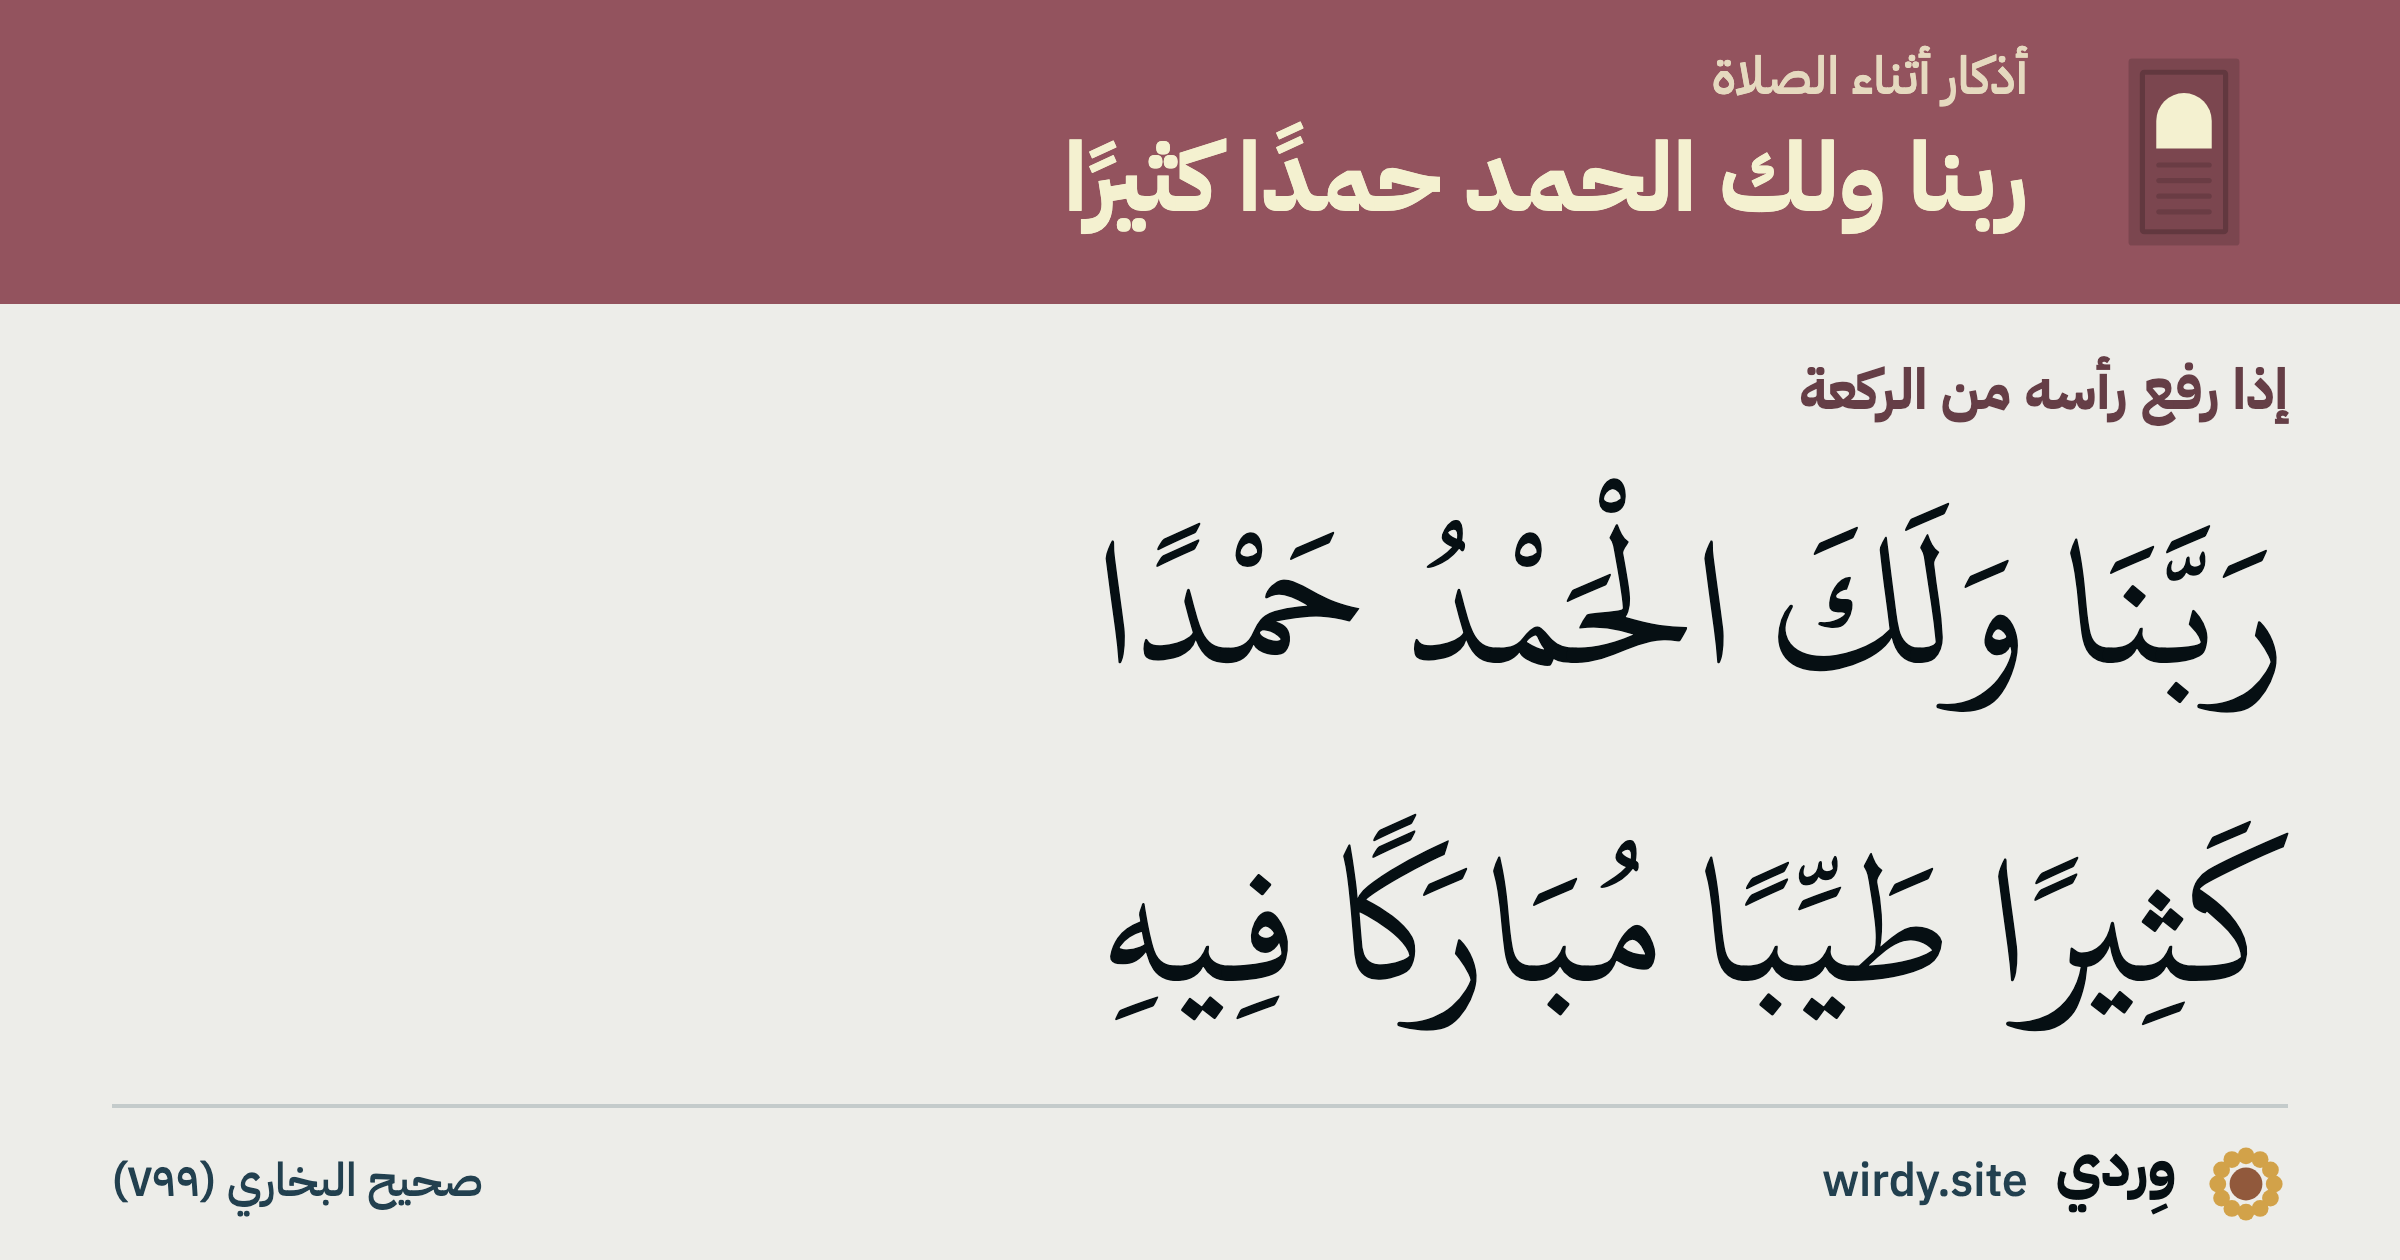 أذكار أثناء الصلاة
ربنا ولك الحمد حمدًا كثيرًا
إذا رفع رأسه من الركعة
رَبَّنَا وَلَكَ الْحَمْدُ حَمْدًا
كَثِيرًا طَيِّبًا مُبَارَكًا فِيهِ
وِردي wirdy.site
صحيح البخاري (٧٩٩)